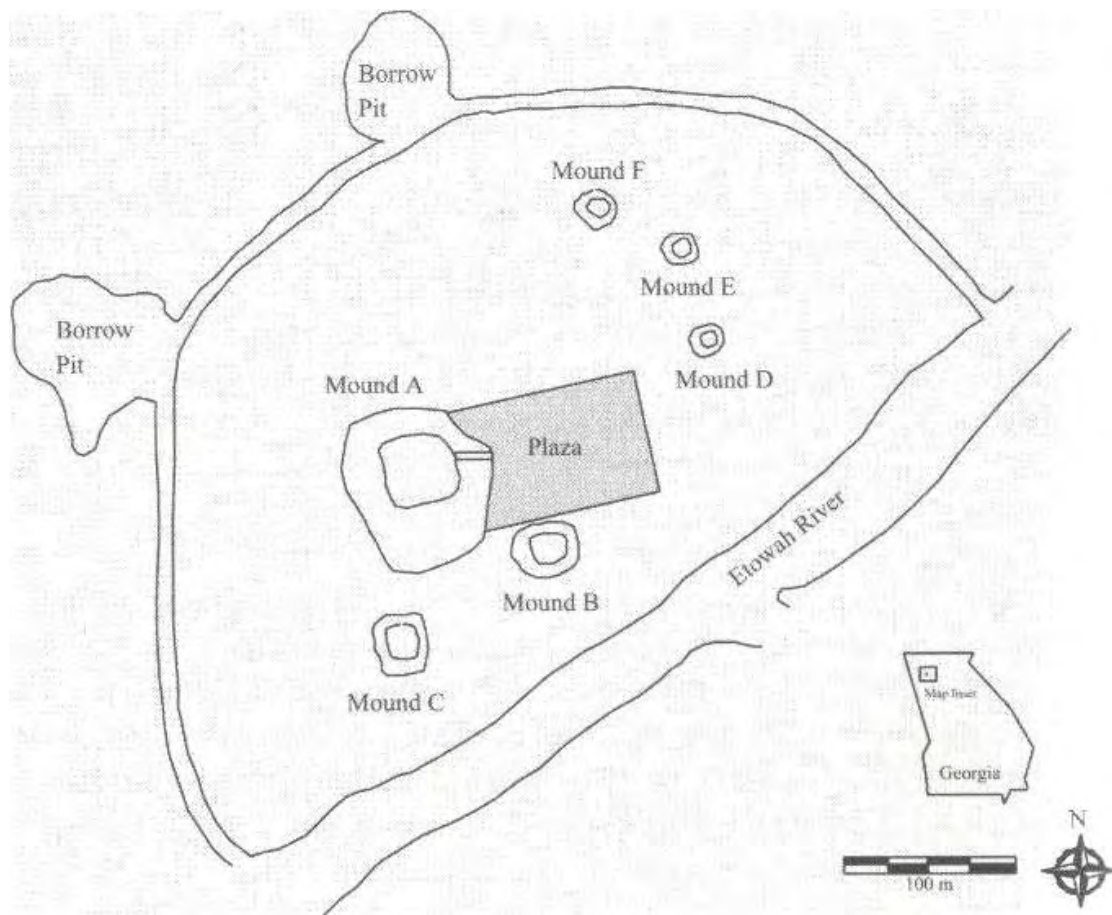 Borrow
Pit
Mound F
Mound E
Borrow
Pit
Mound D
Mound A
Plaza
Etowah River
Mound B
Mound C
Map Inset
Georgia
N
100 m